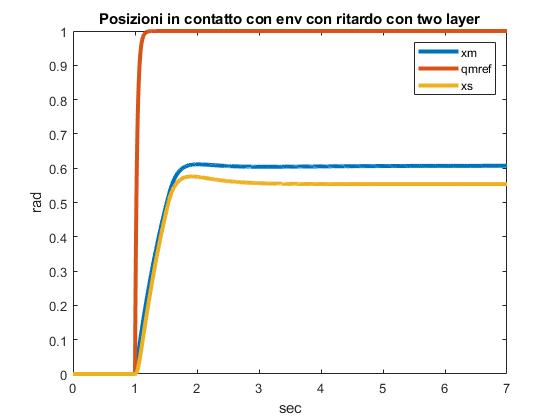 Posizioni in contatto con env con ritardo con two layer
1
0.9
0.8
0.7
0.6
0.5
0.4
0.3
0.2
0.1
0
rad
xm
qmref
xs
0 1 2 3 4 5 6 7
sec